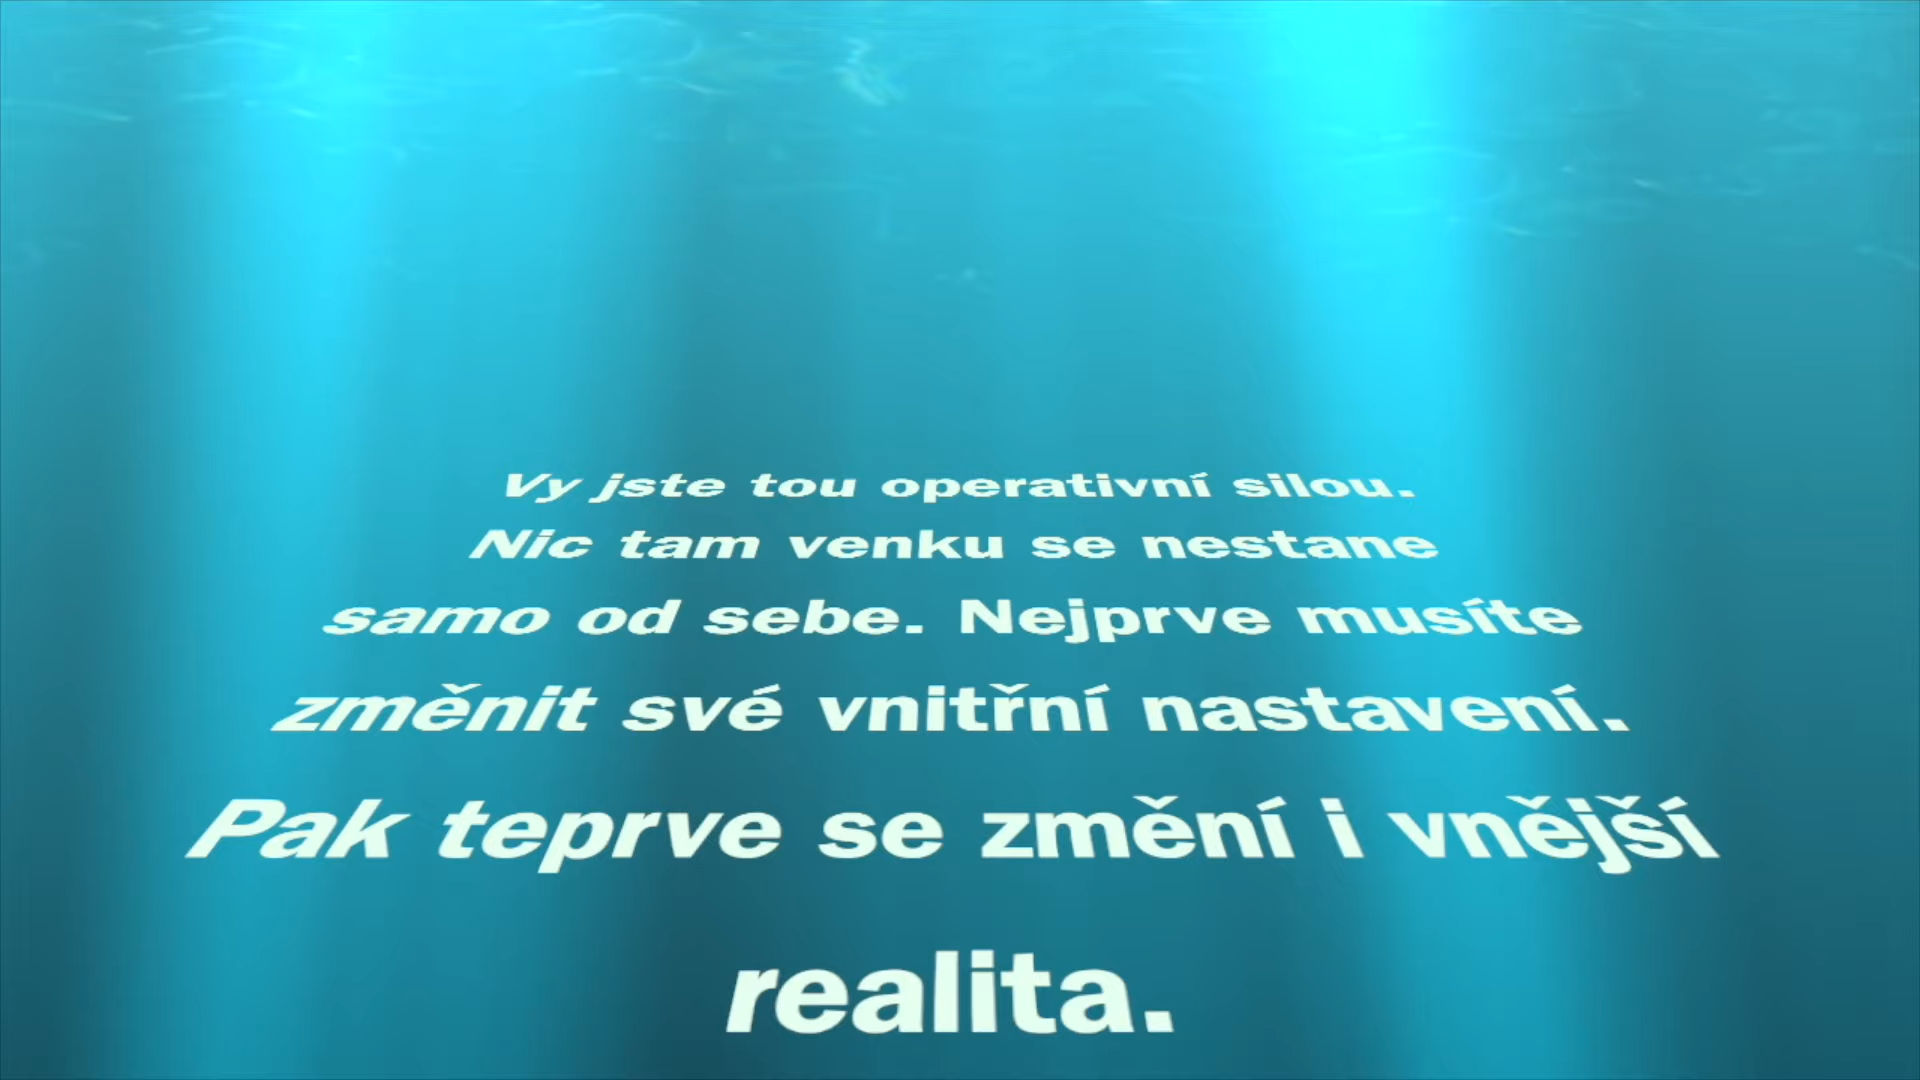 Vy jste tou operativní silou.
Nic tam venku se nestane
samo od sebe. Nejprve musíte
změnit své vnitřní nastavení.
Pak teprve se změní i vnější
realita.